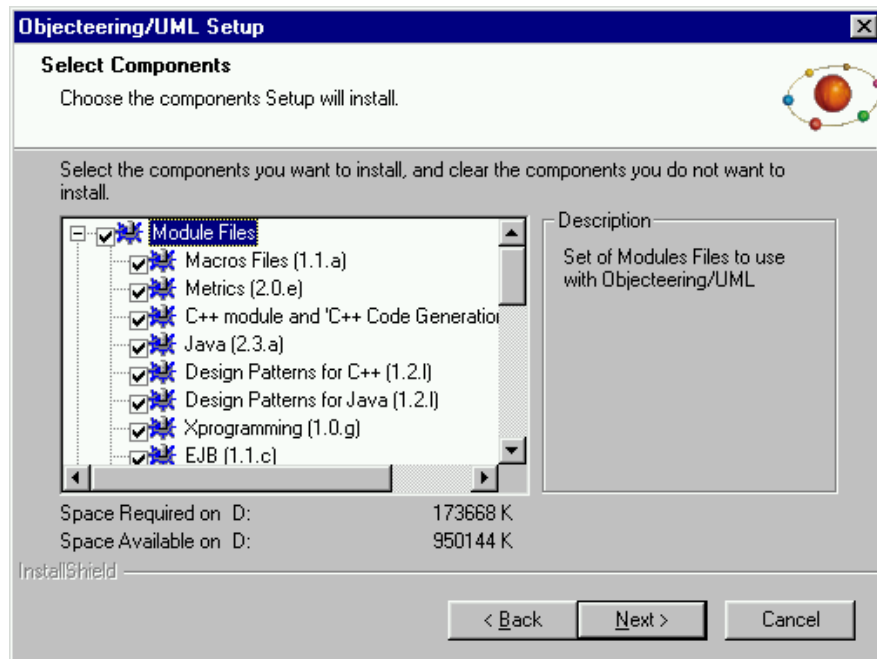 Objecteering/UML Setup
Select Components
Choose the components Setup will install.
Select the components you want to install, and clear the components you do not want to
install.
Module Files
Macros Files (1.1.a)
Metrics (2.0.e)
C++ module and 'C++ Code Generation
Java (2.3.a)
Design Patterns for C++ (1.2.l)
Design Patterns for Java (1.2.l)
Xprogramming (1.0.g)
EJB (1.1.c)
Description
Set of Modules Files to use
with Objecteering/UML
Space Required on D: 173668 K
Space Available on D: 950144 K
InstallShield
< Back Next > Cancel